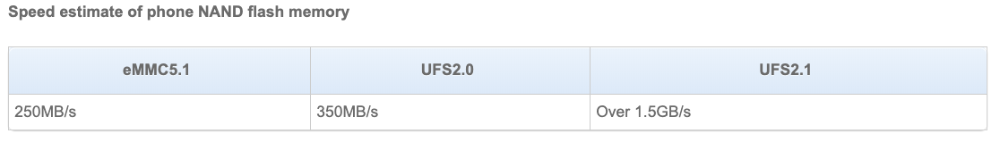 Speed estimate of phone NAND flash memory
eMMC5.1 UFS2.0 UFS2.1
250MB/s 350MB/s Over 1.5GB/s